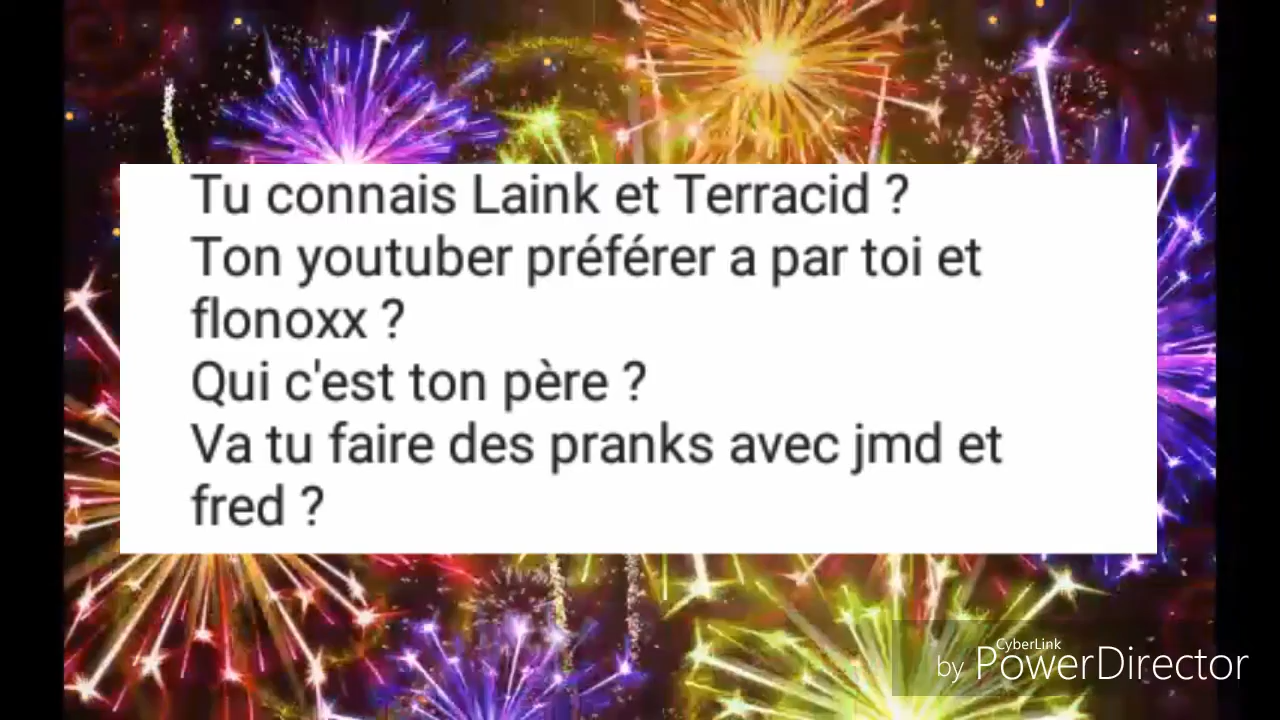 Tu connais Laink et Terracid ?
Ton youtuber préférer a par toi et
flonoxx ?
Qui c'est ton père ?
Va tu faire des pranks avec jmd et
fred ?
CyberLink
by PowerDirector